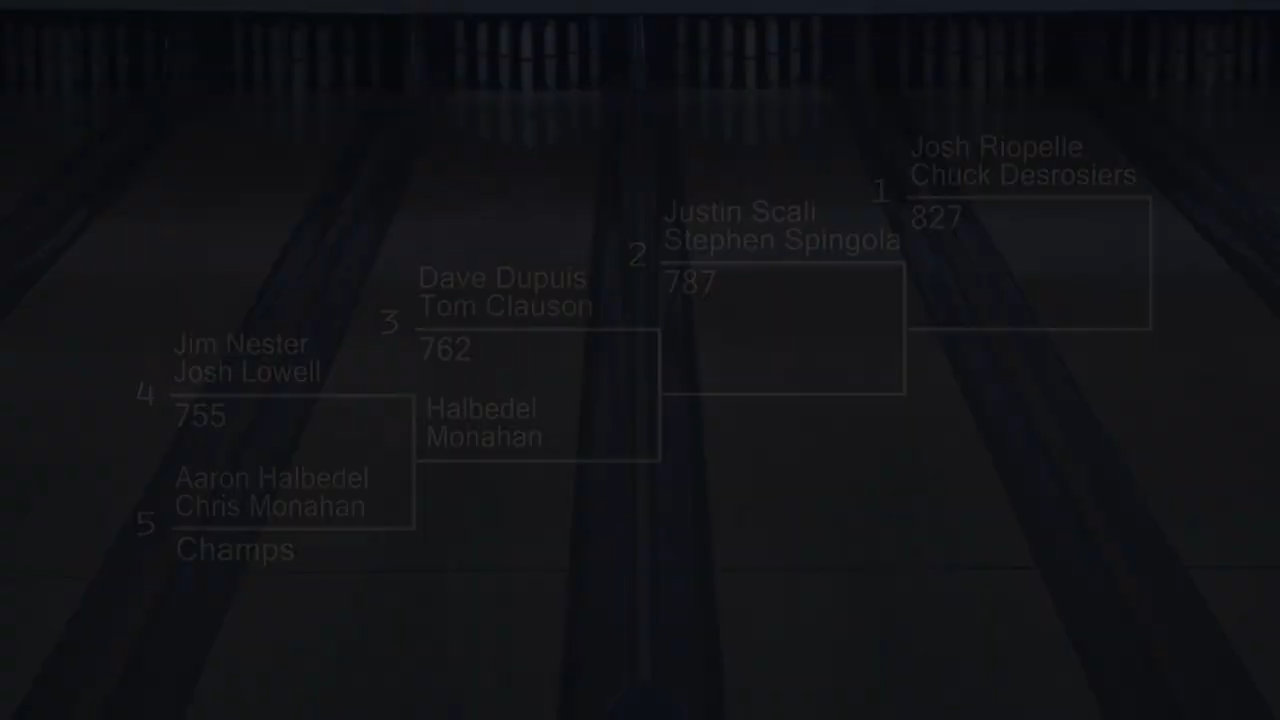 Josh Riopelle
Chuck Desrosiers
1
827
Justin Scali
Stephen Spingola
2
787
Dave Dupuis
Tom Clauson
3
762
Jim Nester
Josh Lowell
4
755
Halbedel
Monahan
Aaron Halbedel
Chris Monahan
5
Champs